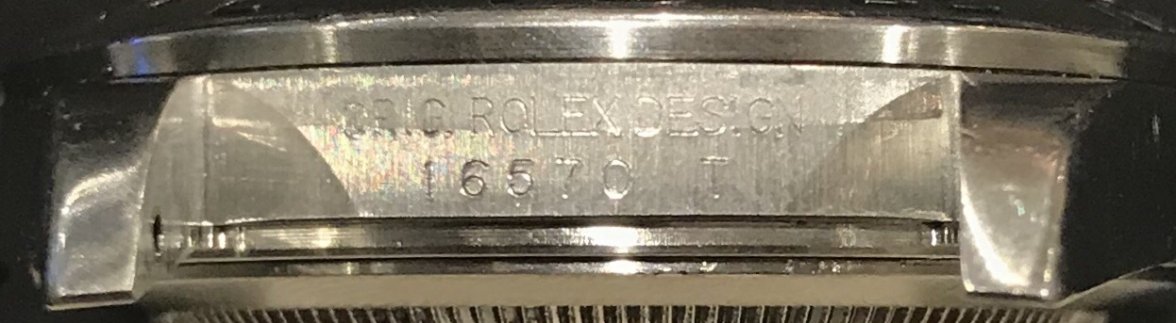 ORIG. ROLEX DESIGN
16570 T